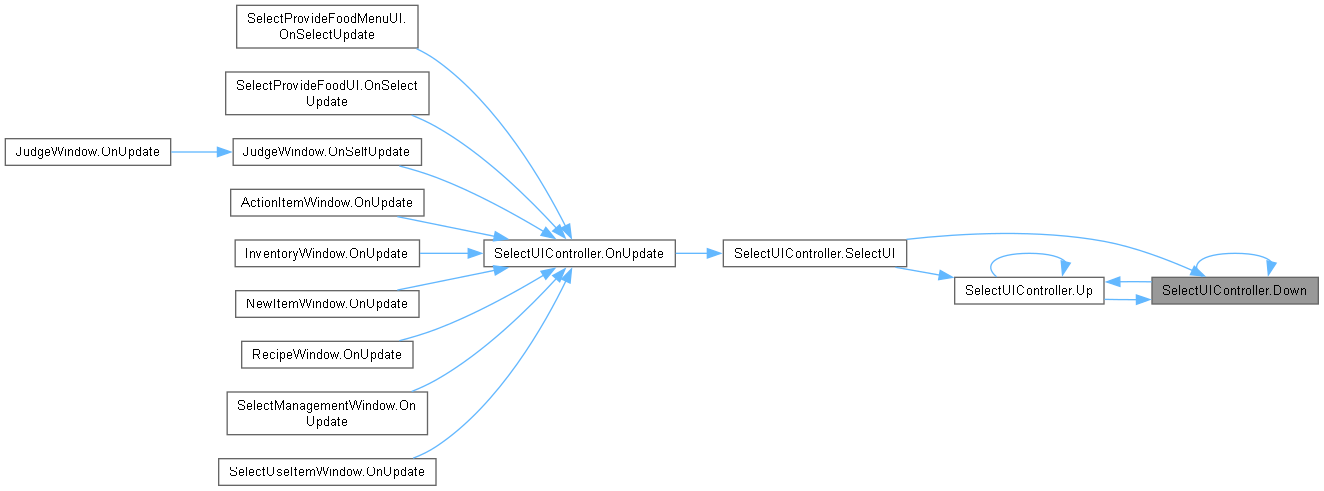 SelectProvideFoodMenuUI.
OnSelectUpdate
SelectProvideFoodUI.OnSelect
Update
JudgeWindow.OnUpdate
JudgeWindow.OnSelfUpdate
ActionItemWindow.OnUpdate
InventoryWindow.OnUpdate
NewItemWindow.OnUpdate
RecipeWindow.OnUpdate
SelectManagementWindow.On
Update
SelectUseItemWindow.OnUpdate
SelectUIController.OnUpdate
SelectUIController.SelectUI
SelectUIController.Up
SelectUIController.Down